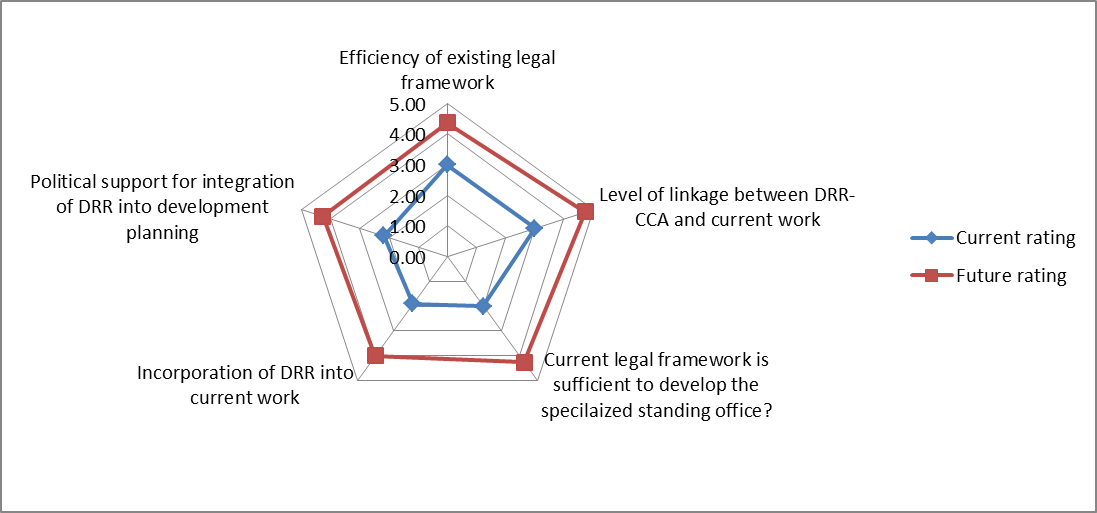 Efficiency of existing legal
framework
5.00
4.00
3.00
2.00
1.00
0.00
Level of linkage between DRR-
CCA and current work
Current legal framework is
sufficient to develop the
specilaized standing office?
Incorporation of DRR into
current work
Political support for integration
of DRR into development
planning
Current rating
Future rating